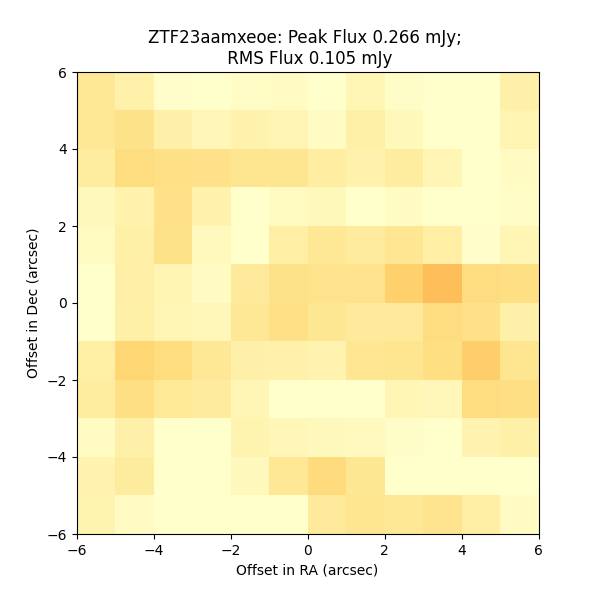 ZTF23aamxeoe: Peak Flux 0.266 mJy;
RMS Flux 0.105 mJy
6
4
2
0
−2
−4
−6
Offset in Dec (arcsec)
−6 −4 −2 0 2 4 6
Offset in RA (arcsec)